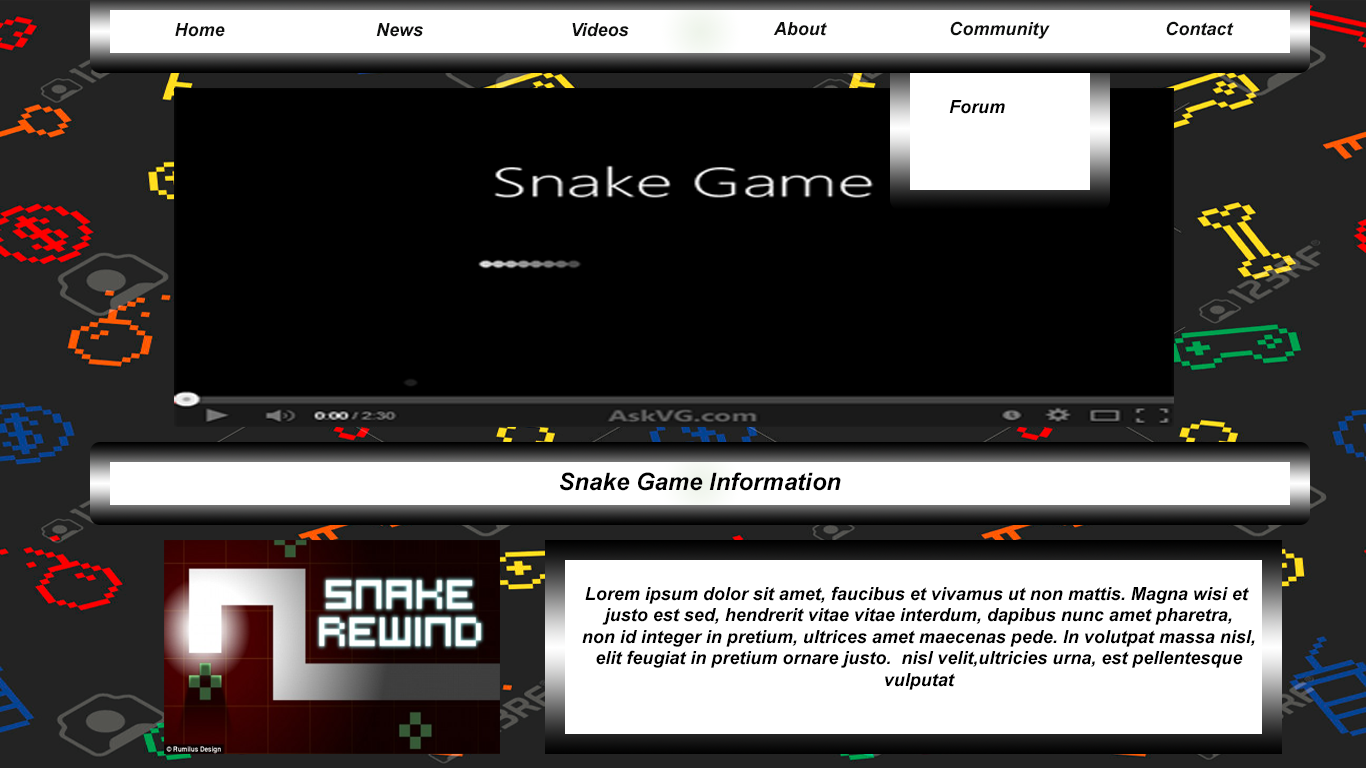 Home News Videos About Community Contact
Forum
Snake Game
0:00 / 2:30 AskVG.com
Snake Game Information
SNAKE
REWIND
© Rumilus Design
Lorem ipsum dolor sit amet, faucibus et vivamus ut non mattis. Magna wisi et
justo est sed, hendrerit vitae vitae interdum, dapibus nunc amet pharetra,
non id integer in pretium, ultrices amet maecenas pede. In volutpat massa nisl,
elit feugiat in pretium ornare justo.  nisl velit,ultricies urna, est pellentesque
vulputat
123RF